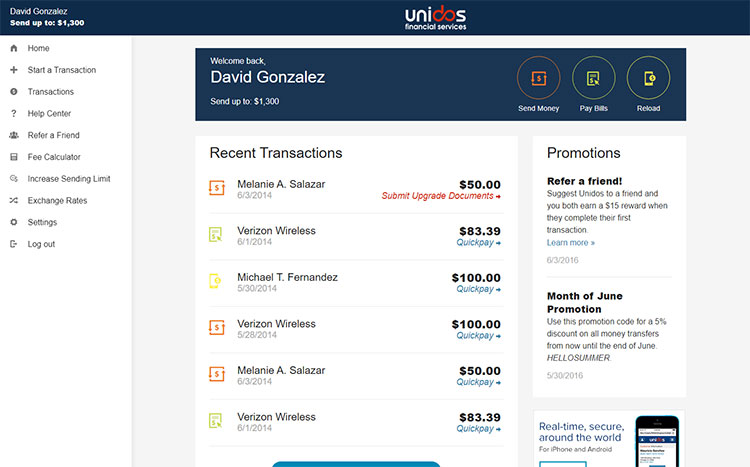 David Gonzalez
Send up to: $1,300
unidos
financial services
Home
Start a Transaction
Transactions
Help Center
Refer a Friend
Fee Calculator
Increase Sending Limit
Exchange Rates
Settings
Log out
Welcome back,
David Gonzalez
Send up to: $1,300
Send Money
Pay Bills
Reload
Recent Transactions
Melanie A. Salazar $50.00
6/3/2014 Submit Upgrade Documents
Verizon Wireless $83.39
6/1/2014 Quickpay
Michael T. Fernandez $100.00
5/30/2014 Quickpay
Verizon Wireless $100.00
5/28/2014 Quickpay
Melanie A. Salazar $50.00
6/3/2014 Quickpay
Verizon Wireless $83.39
6/1/2014 Quickpay
Promotions
Refer a friend!
Suggest Unidos to a friend and
you both earn a $15 reward when
they complete their first
transaction.
Learn more »
6/3/2016
Month of June
Promotion
Use this promotion code for a 5%
discount on all money transfers
from now until the end of June.
HELLOSUMMER
5/30/2016
Real-time, secure,
around the world
For iPhone and Android
unidos